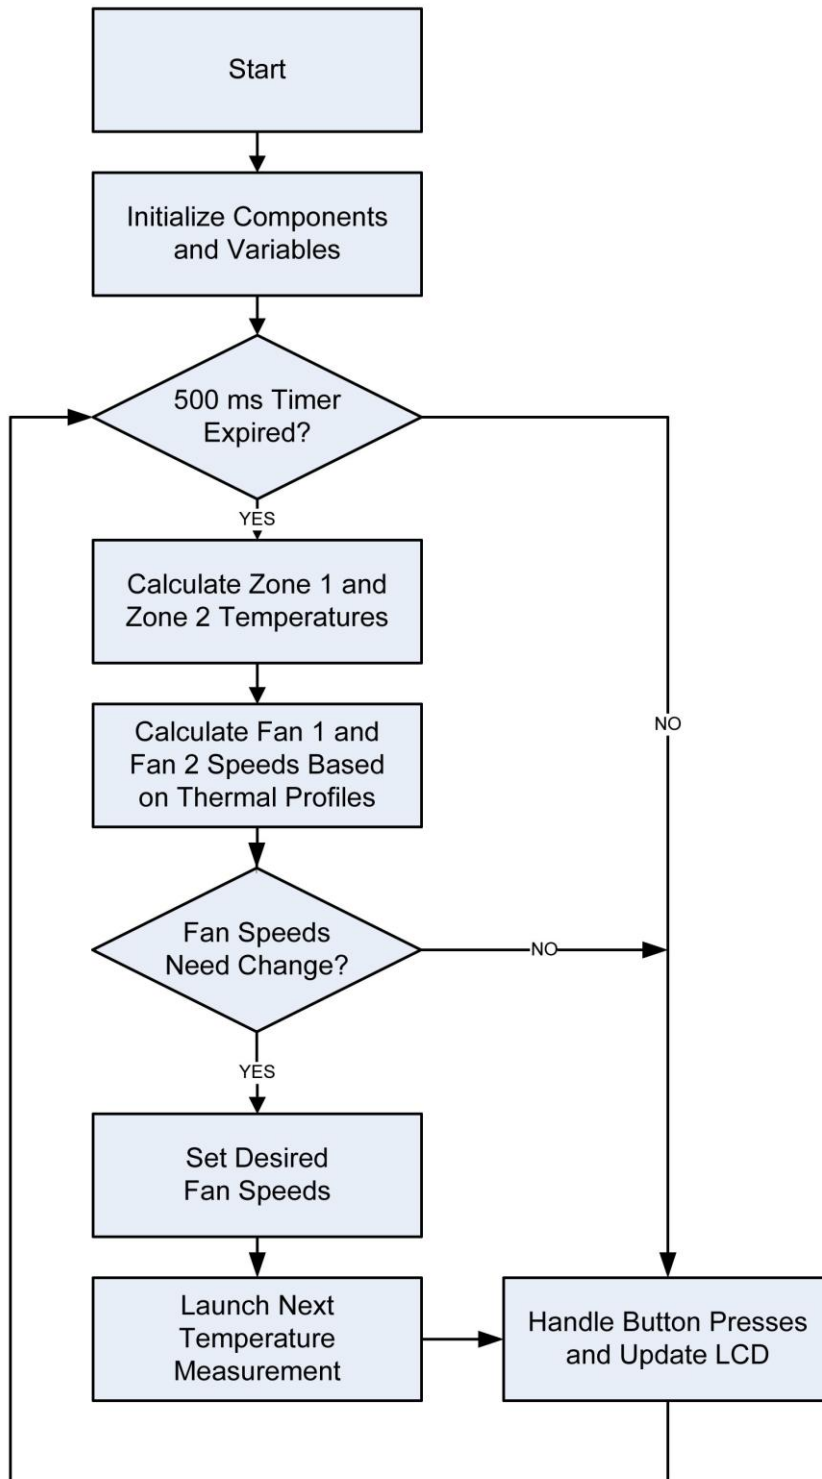 Start
Initialize Components
and Variables
500 ms Timer
Expired?
YES
Calculate Zone 1 and
Zone 2 Temperatures
Calculate Fan 1 and
Fan 2 Speeds Based
on Thermal Profiles
NO
Fan Speeds
Need Change?
NO
YES
Set Desired
Fan Speeds
Launch Next
Temperature
Measurement
Handle Button Presses
and Update LCD